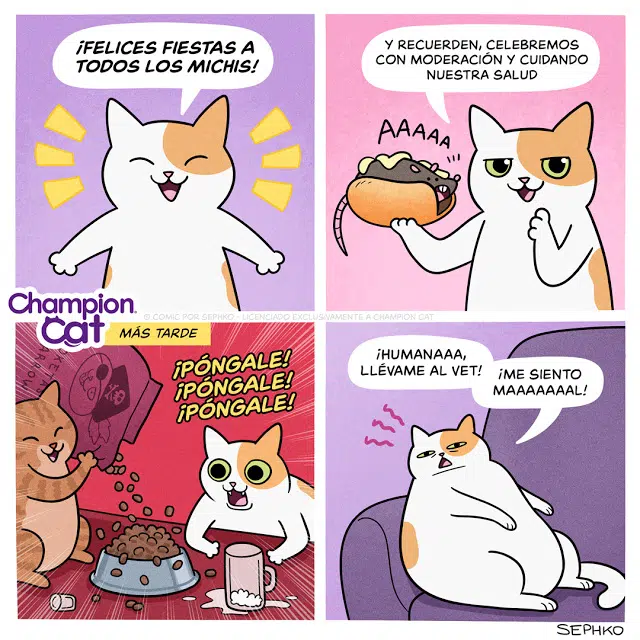 ¡FELICES FIESTAS A
TODOS LOS MICHIS!
Y RECUERDEN, CELEBREMOS
CON MODERACIÓN Y CUIDANDO
NUESTRA SALUD
AAAAA
Champion
Cat
© COMIC POR SEPHKO - LICENCIADO EXCLUSIVAMENTE A CHAMPION CAT
MÁS TARDE
¡PÓNGALE!
¡PÓNGALE!
¡PÓNGALE!
¡HUMANAAA,
LLÉVAME AL VET!
¡ME SIENTO
MAAAAAAAL!
SEPHKO